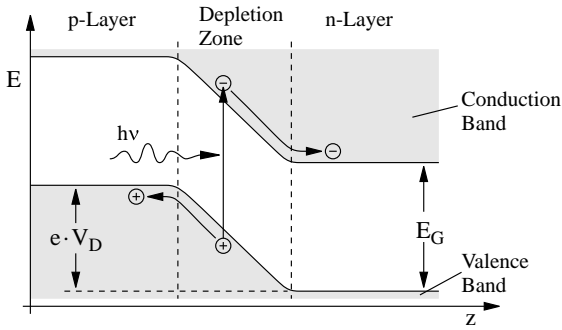 p-Layer
Depletion
Zone
n-Layer
E
Conduction
Band
hν
e·V_D
E_G
Valence
Band
z